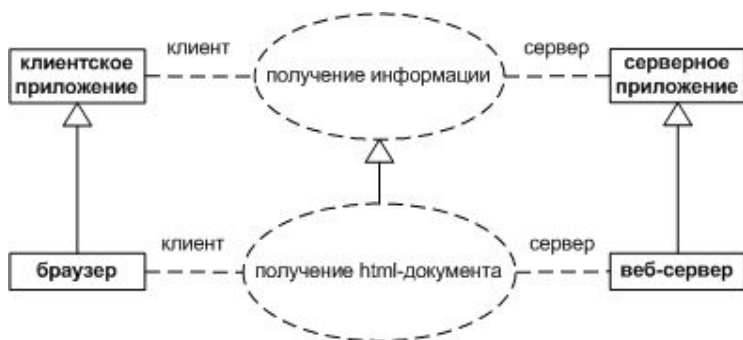 клиент
сервер
клиентское
приложение
получение информации
серверное
приложение
клиент
сервер
браузер
получение html-документа
веб-сервер